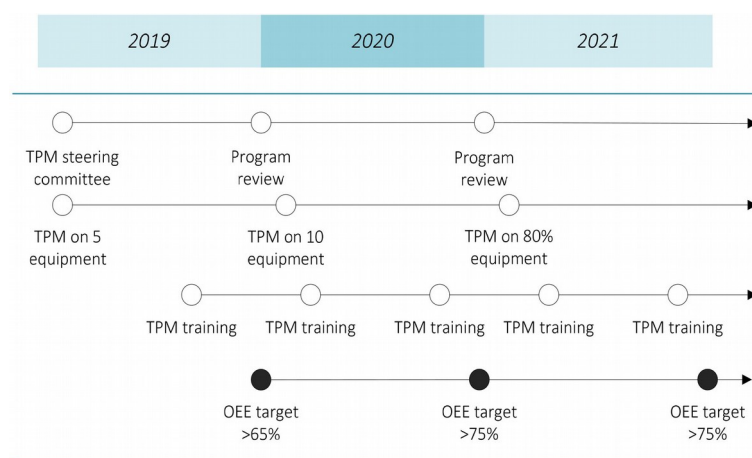 2019 2020 2021
TPM steering Program Program
committee review review
TPM on 5 TPM on 10 TPM on 80%
equipment equipment equipment
TPM training TPM training TPM training TPM training TPM training
OEE target OEE target OEE target
>65% >75% >75%